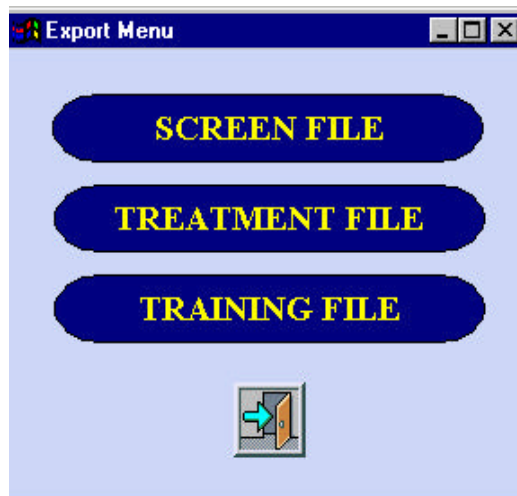 Export Menu
SCREEN FILE
TREATMENT FILE
TRAINING FILE